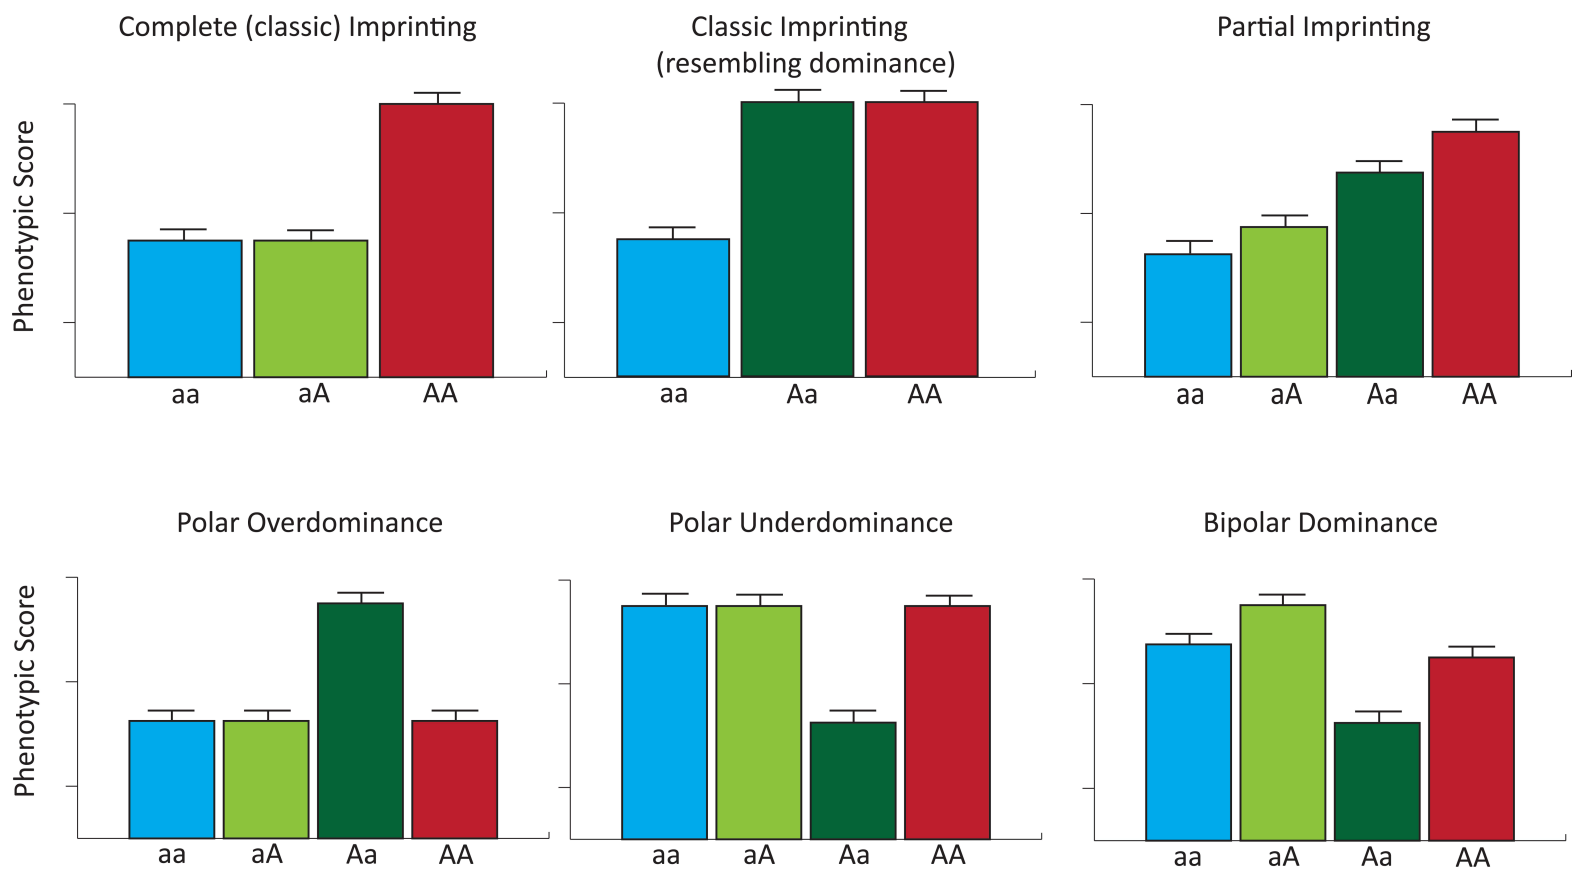 Complete (classic) Imprinting
Classic Imprinting
(resembling dominance)
Partial Imprinting
Phenotypic Score
aa
aA
AA
aa
Aa
AA
aa
aA
Aa
AA
Polar Overdominance
Polar Underdominance
Bipolar Dominance
Phenotypic Score
aa
aA
Aa
AA
aa
aA
Aa
AA
aa
aA
Aa
AA